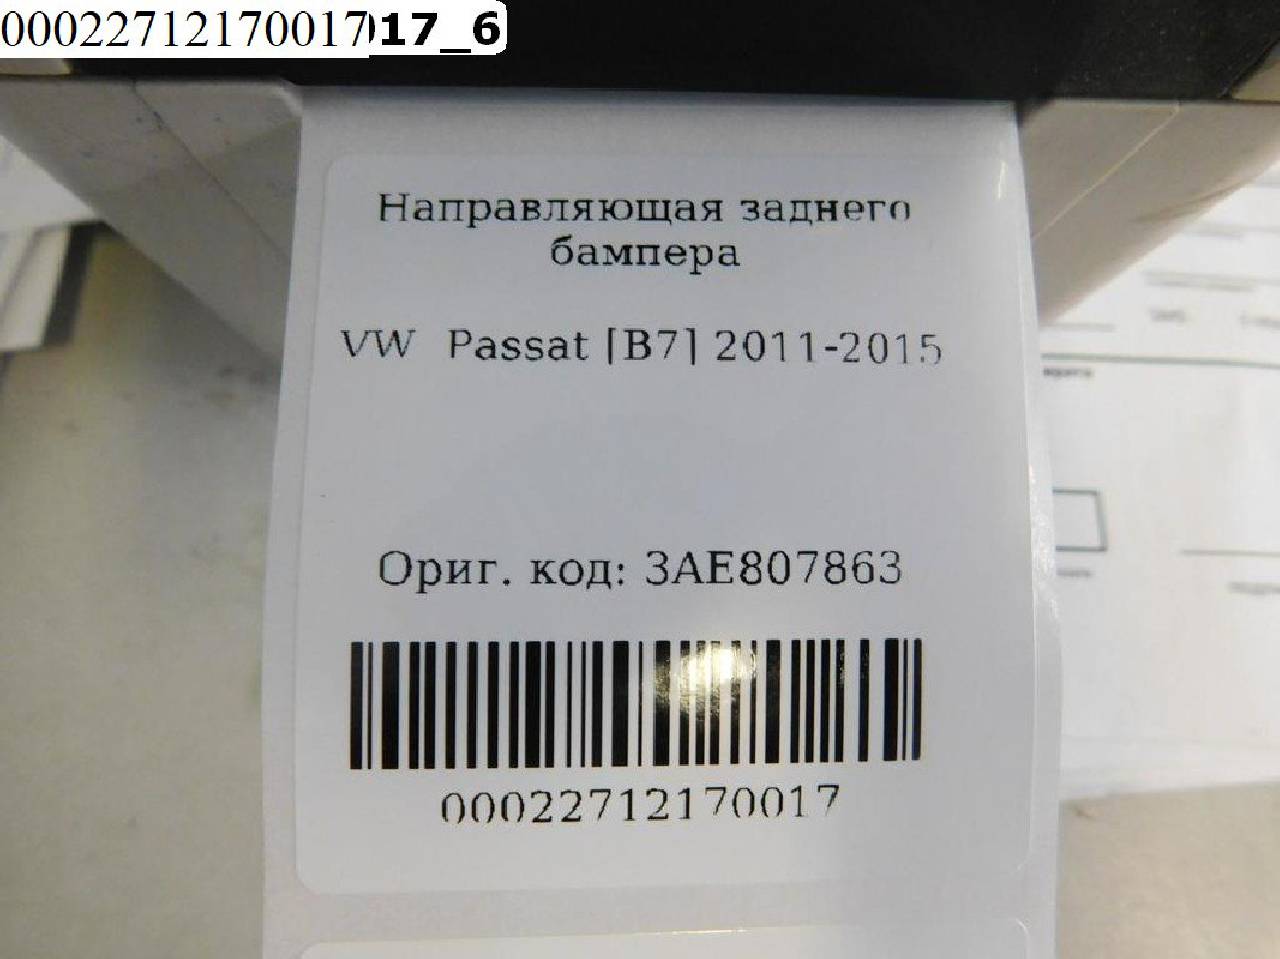 00022712170017
17_6
Направляющая заднего
бампера
VW Passat [B7] 2011-2015
Ориг. код: 3AE807863
00022712170017